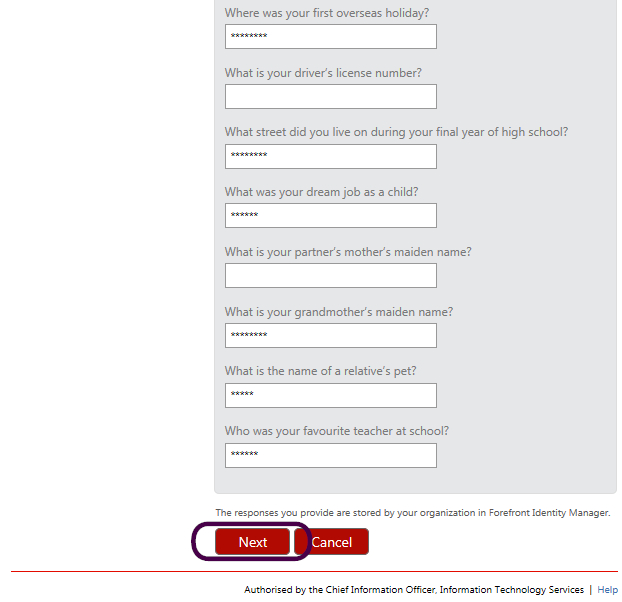 Where was your first overseas holiday?
********
What is your driver's license number?
What street did you live on during your final year of high school?
********
What was your dream job as a child?
******
What is your partner's mother's maiden name?
What is your grandmother's maiden name?
********
What is the name of a relative's pet?
*****
Who was your favourite teacher at school?
******
The responses you provide are stored by your organization in Forefront Identity Manager.
Next Cancel
Authorised by the Chief Information Officer, Information Technology Services | Help